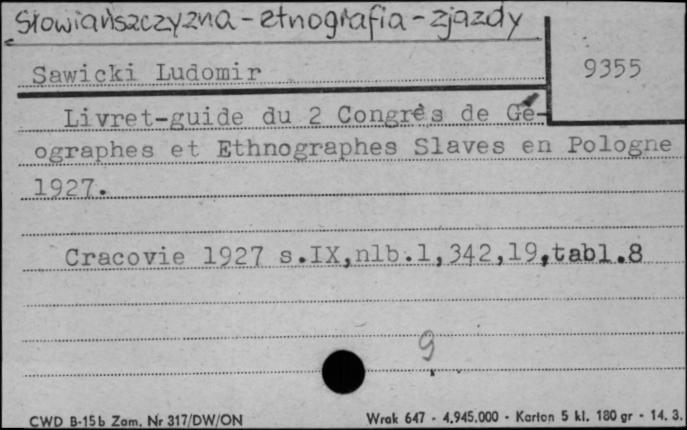 Słowiańszczyzna - etnografia - zjazdy
Sawicki Ludomir
9355
Livret-guide du 2 Congrès de Gé-
ographes et Ethnographes Slaves en Pologne
1927.
Cracovie 1927 s.IX,nlb.1,342,19,tabl.8
9
CWD B-15b Zam. Nr 317/DW/ON
Wrak 647 - 4.945.000 - Karton 5 kl. 180 gr - 14. 3.